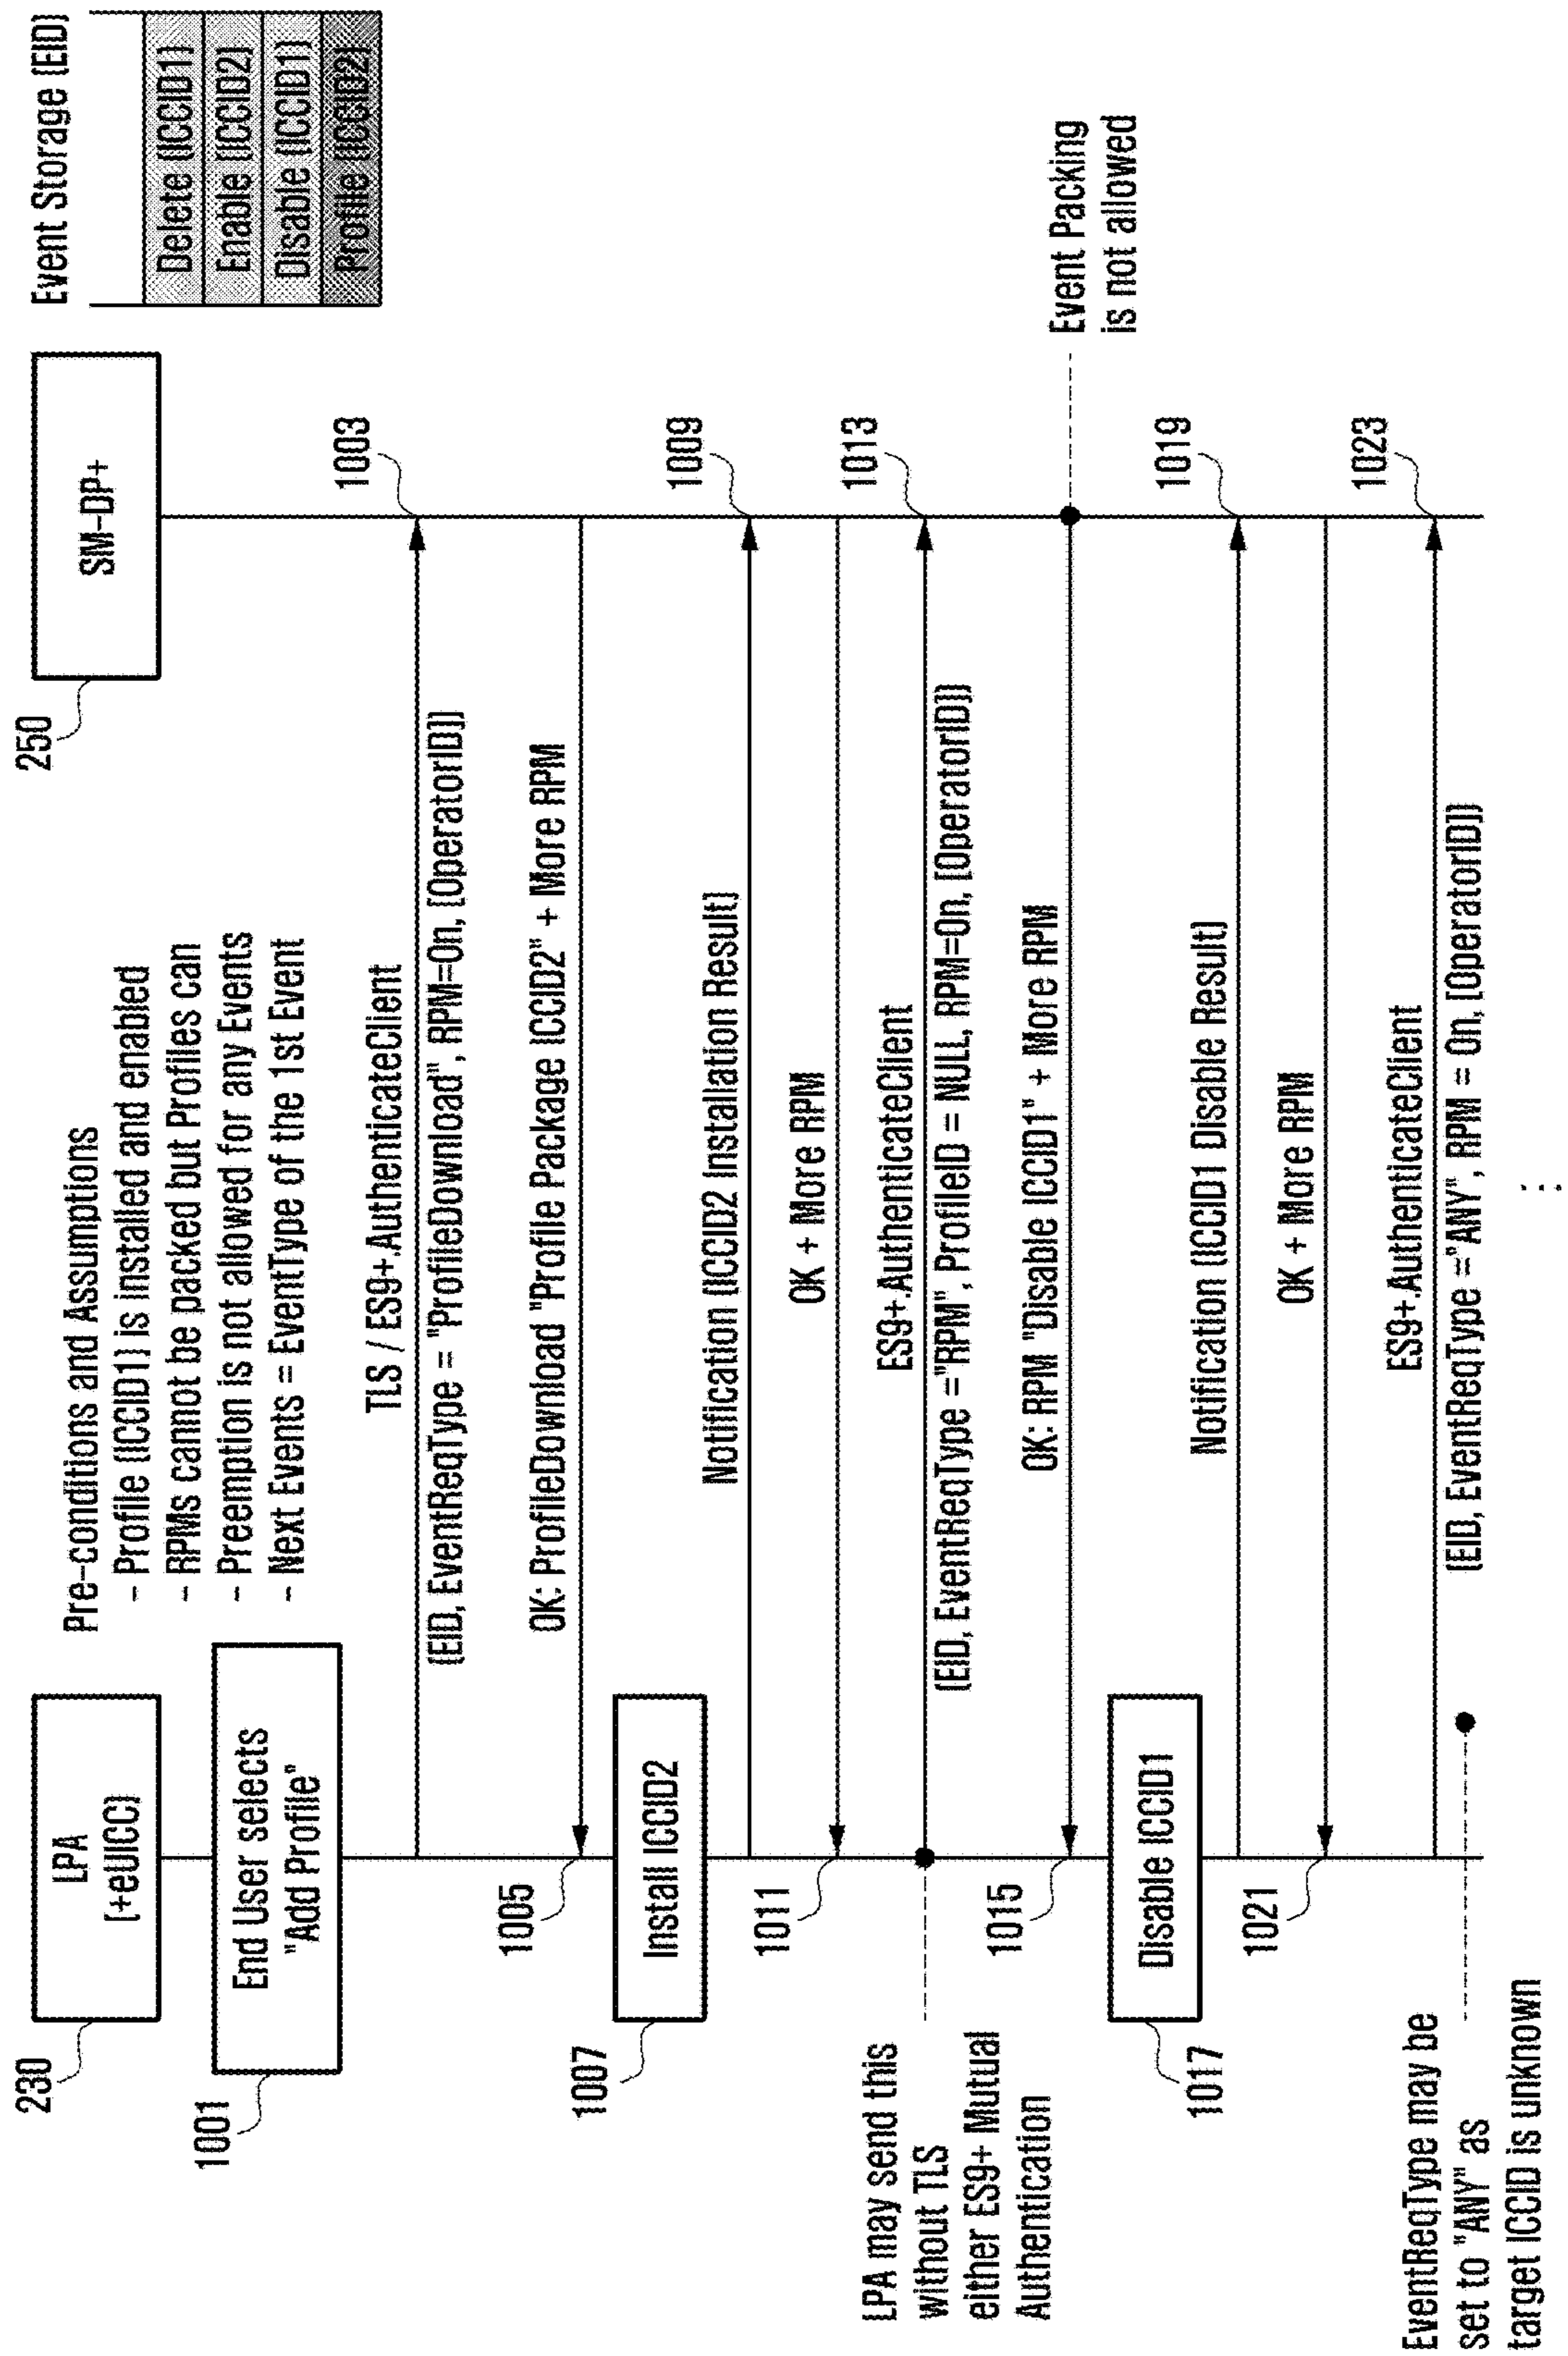 230
LPA
(+eUICC)
Pre-conditions and Assumptions
- Profile (ICCID1) is installed and enabled
- RPMs cannot be packed but Profiles can
- Preemption is not allowed for any Events
- Next Events = EventType of the 1st Event
250
SM-DP+
Event Storage (EID)
Delete (ICCID1)
Enable (ICCID2)
Disable (ICCID1)
Profile (ICCID2)
1001
End User selects
"Add Profile"
TLS / ES9+.AuthenticateClient
1003
(EID, EventReqType = "ProfileDownload", RPM=On, [OperatorID])
1005
OK: ProfileDownload "Profile Package ICCID2" + More RPM
1007
Install ICCID2
Notification (ICCID2 Installation Result)
1009
1011
OK + More RPM
LPA may send this
without TLS
either ES9+ Mutual
Authentication
ES9+.AuthenticateClient
1013
(EID, EventReqType ="RPM", ProfileID = NULL, RPM=On, [OperatorID])
1015
OK: RPM "Disable ICCID1" + More RPM
Event Packing
is not allowed
1017
Disable ICCID1
Notification (ICCID1 Disable Result)
1019
1021
OK + More RPM
ES9+.AuthenticateClient
1023
(EID, EventReqType ="ANY", RPM = On, [OperatorID])
EventReqType may be
set to "ANY" as
target ICCID is unknown